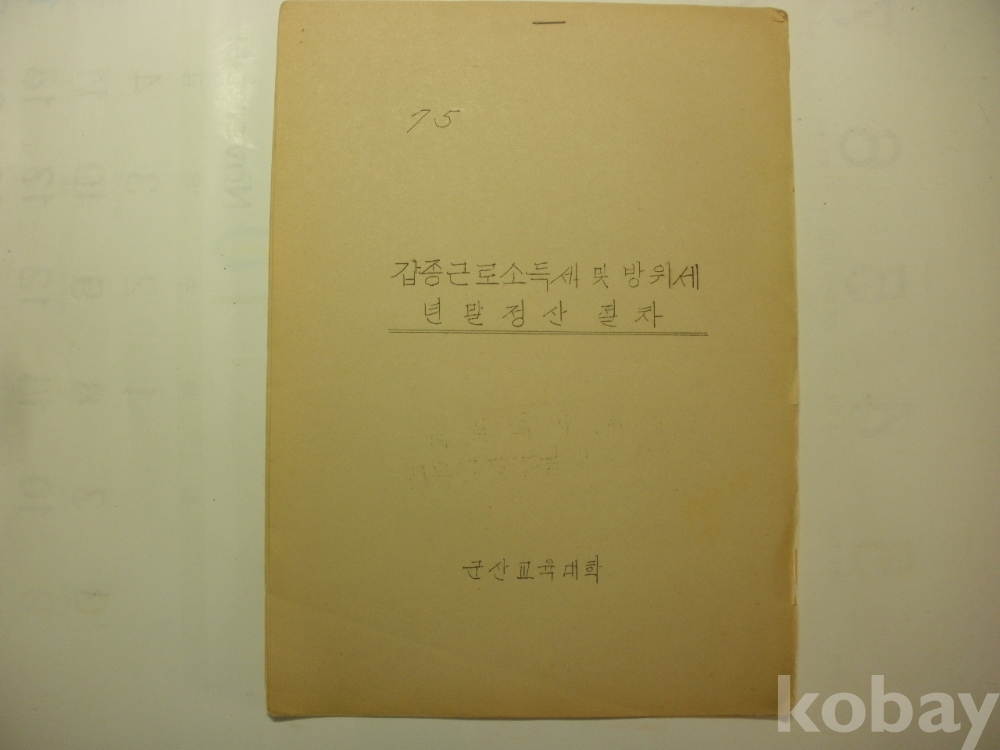 75
갑종근로소득세 및 방위세
년말정산 절차
군산교육대학
kobay